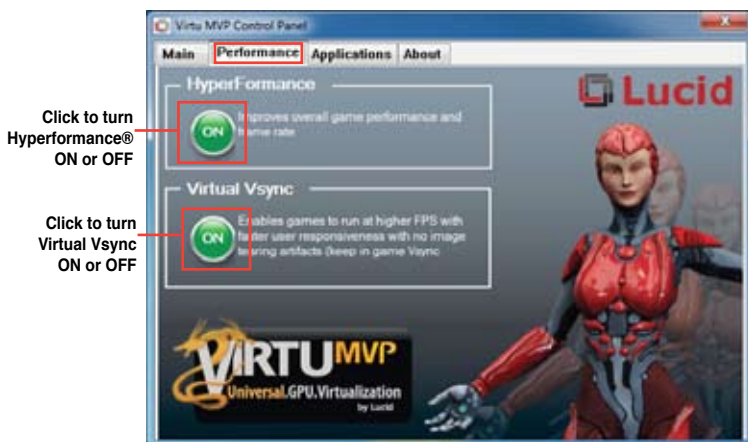 Virtu MVP Control Panel
Main Performance Applications About
HyperFormance
Click to turn
Hyperformance®
ON or OFF
ON
Improves overall game performance and
frame rate
Lucid
Virtual Vsync
Click to turn
Virtual Vsync
ON or OFF
ON
Enables games to run at higher FPS with
faster user responsiveness with no image
tearing artifacts (keep in game Vsync
VIRTU MVP
Universal.GPU.Virtualization
by Lucid